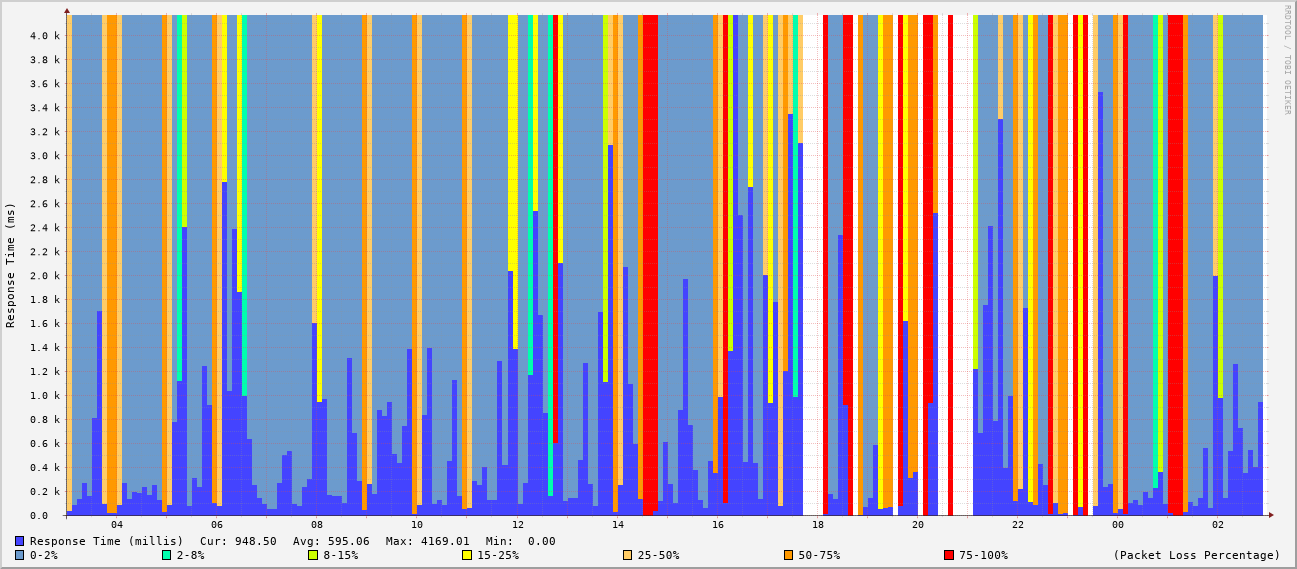 RRDTOOL / TOBI OETIKER
Response Time (ms)
4.0 k
3.8 k
3.6 k
3.4 k
3.2 k
3.0 k
2.8 k
2.6 k
2.4 k
2.2 k
2.0 k
1.8 k
1.6 k
1.4 k
1.2 k
1.0 k
0.8 k
0.6 k
0.4 k
0.2 k
0.0
04 06 08 10 12 14 16 18 20 22 00 02
Response Time (millis) Cur: 948.50 Avg: 595.06 Max: 4169.01 Min: 0.00
0-2% 2-8% 8-15% 15-25% 25-50% 50-75% 75-100% (Packet Loss Percentage)